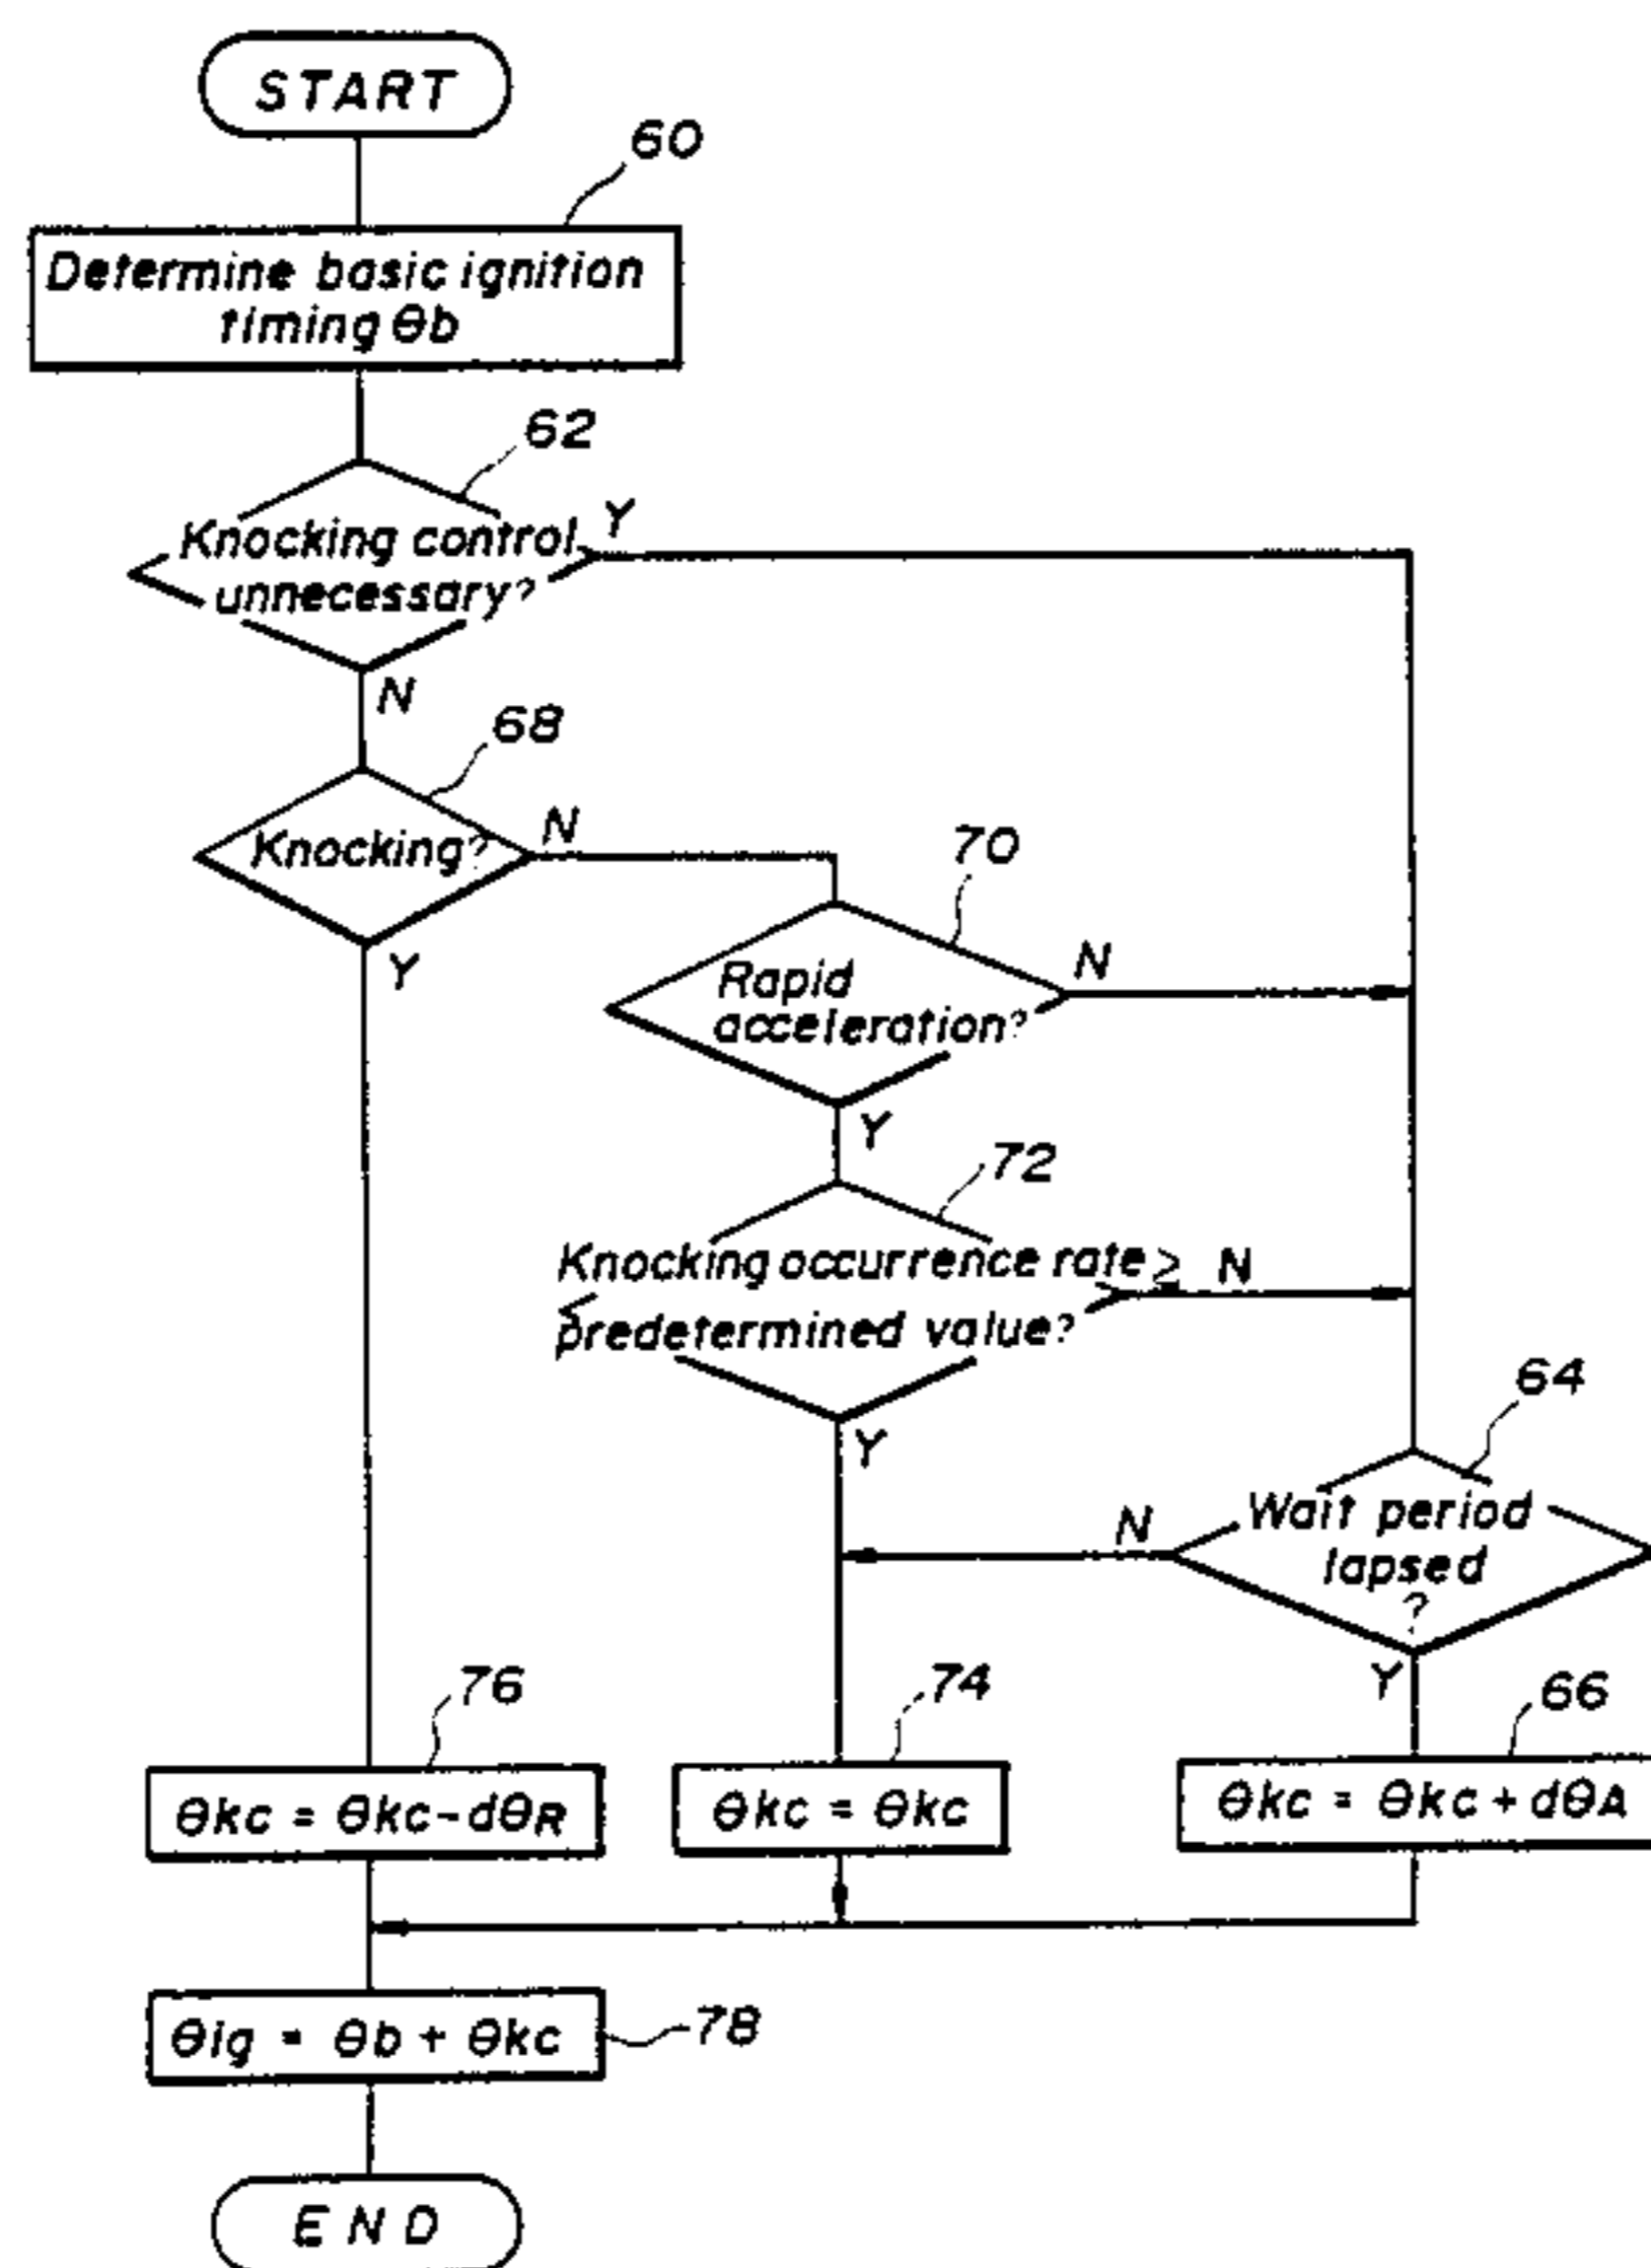 START
60
Determine basic ignition
timing θb
62
Knocking control
unnecessary?
Y
N
68
Knocking?
N
Y
70
Rapid
acceleration?
N
Y
72
Knocking occurrence rate ≥
predetermined value?
N
Y
64
Wait period
lapsed
?
N
Y
76
θkc = θkc - dθR
74
θkc = θkc
66
θkc = θkc + dθA
θig = θb + θkc
78
END